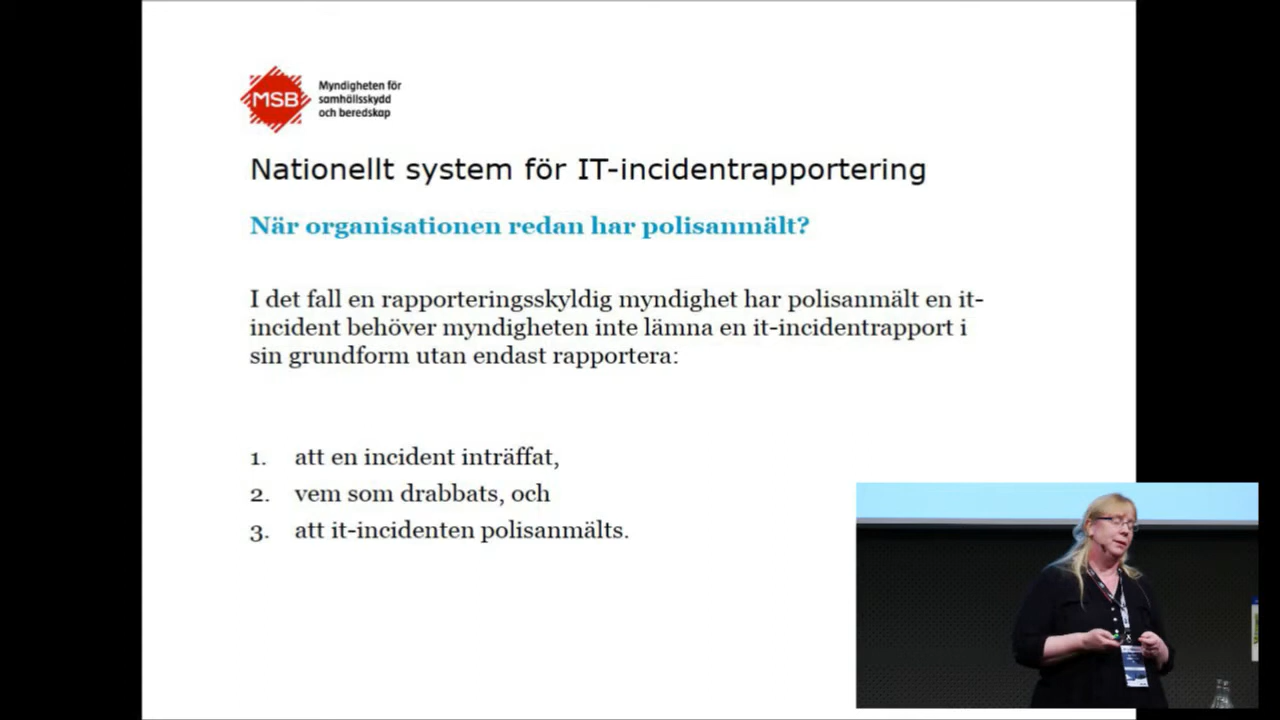 MSB
Myndigheten för
samhällsskydd
och beredskap
Nationellt system för IT-incidentrapportering
När organisationen redan har polisanmält?
I det fall en rapporteringsskyldig myndighet har polisanmält en it-
incident behöver myndigheten inte lämna en it-incidentrapport i
sin grundform utan endast rapportera:
1. att en incident inträffat,
2. vem som drabbats, och
3. att it-incidenten polisanmälts.